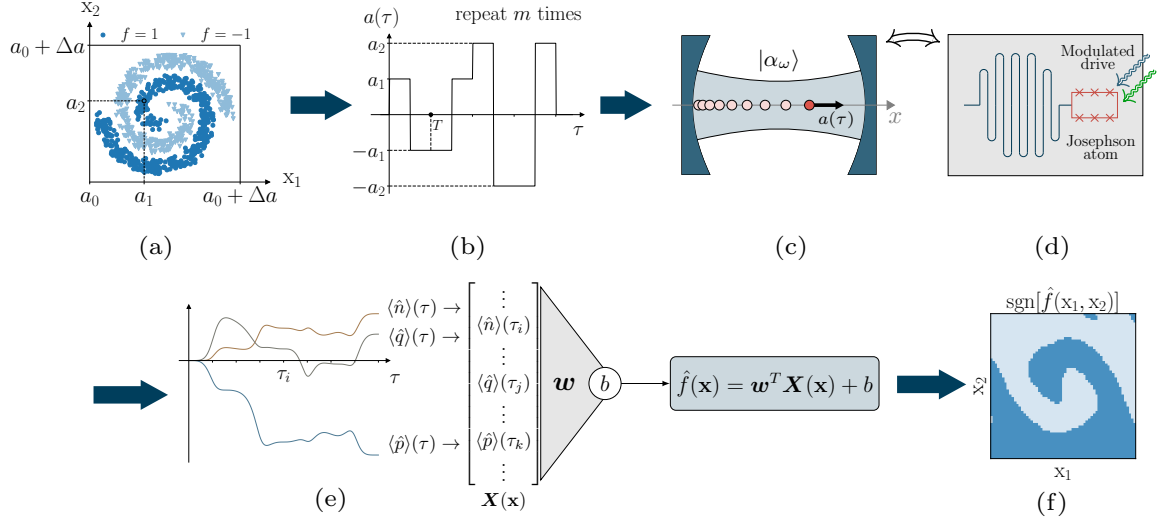 x₂
a₀ + Δa
f = 1
f = −1
a₂
a₀
a₁
a₀ + Δa
x₁
(a)
a(τ)
repeat m times
a₂
a₁
T
τ
−a₁
−a₂
(b)
|α_ω⟩
a(τ)
x
(c)
Modulated
drive
Josephson
atom
(d)
⟨n̂⟩(τ) →
⟨q̂⟩(τ) →
τᵢ
τ
⟨p̂⟩(τ) →
(e)
⋮
⟨n̂⟩(τᵢ)
⋮
⟨q̂⟩(τⱼ)
⋮
⟨p̂⟩(τₖ)
⋮
X(x)
w
b
f̂(x) = wᵀX(x) + b
sgn[f̂(x₁, x₂)]
x₂
x₁
(f)